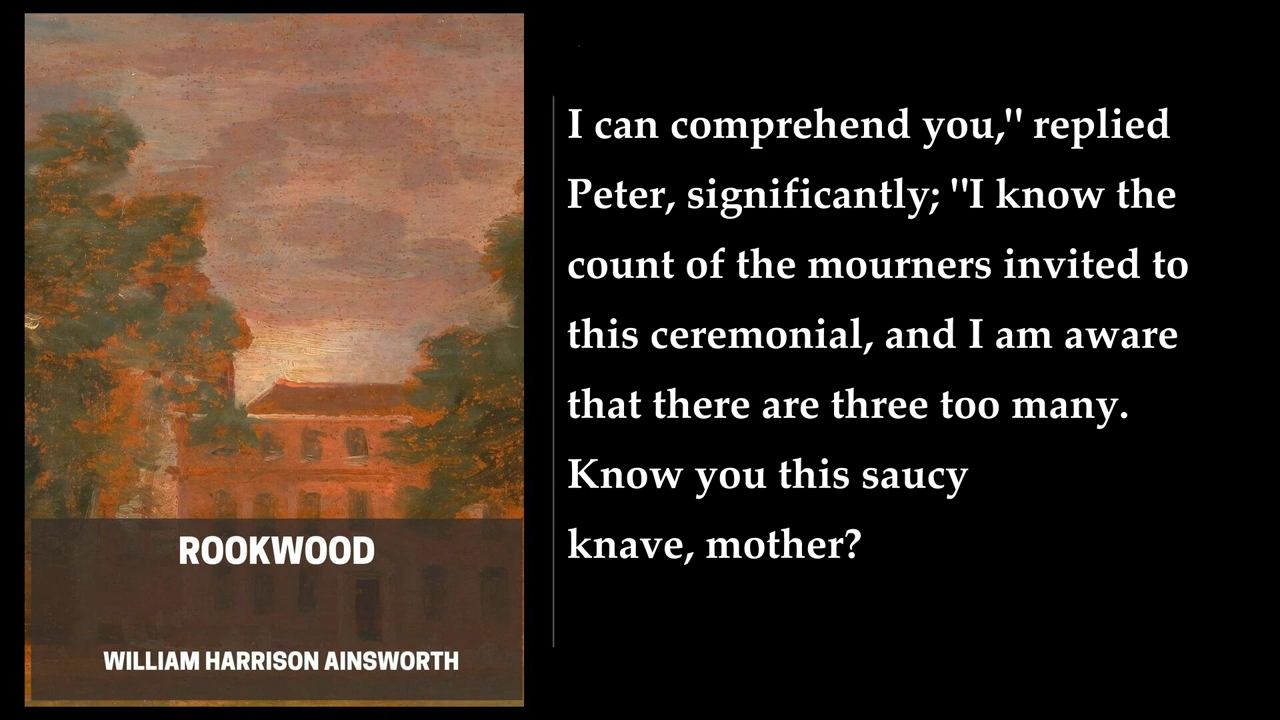 ROOKWOOD
WILLIAM HARRISON AINSWORTH
I can comprehend you," replied
Peter, significantly; "I know the
count of the mourners invited to
this ceremonial, and I am aware
that there are three too many.
Know you this saucy
knave, mother?